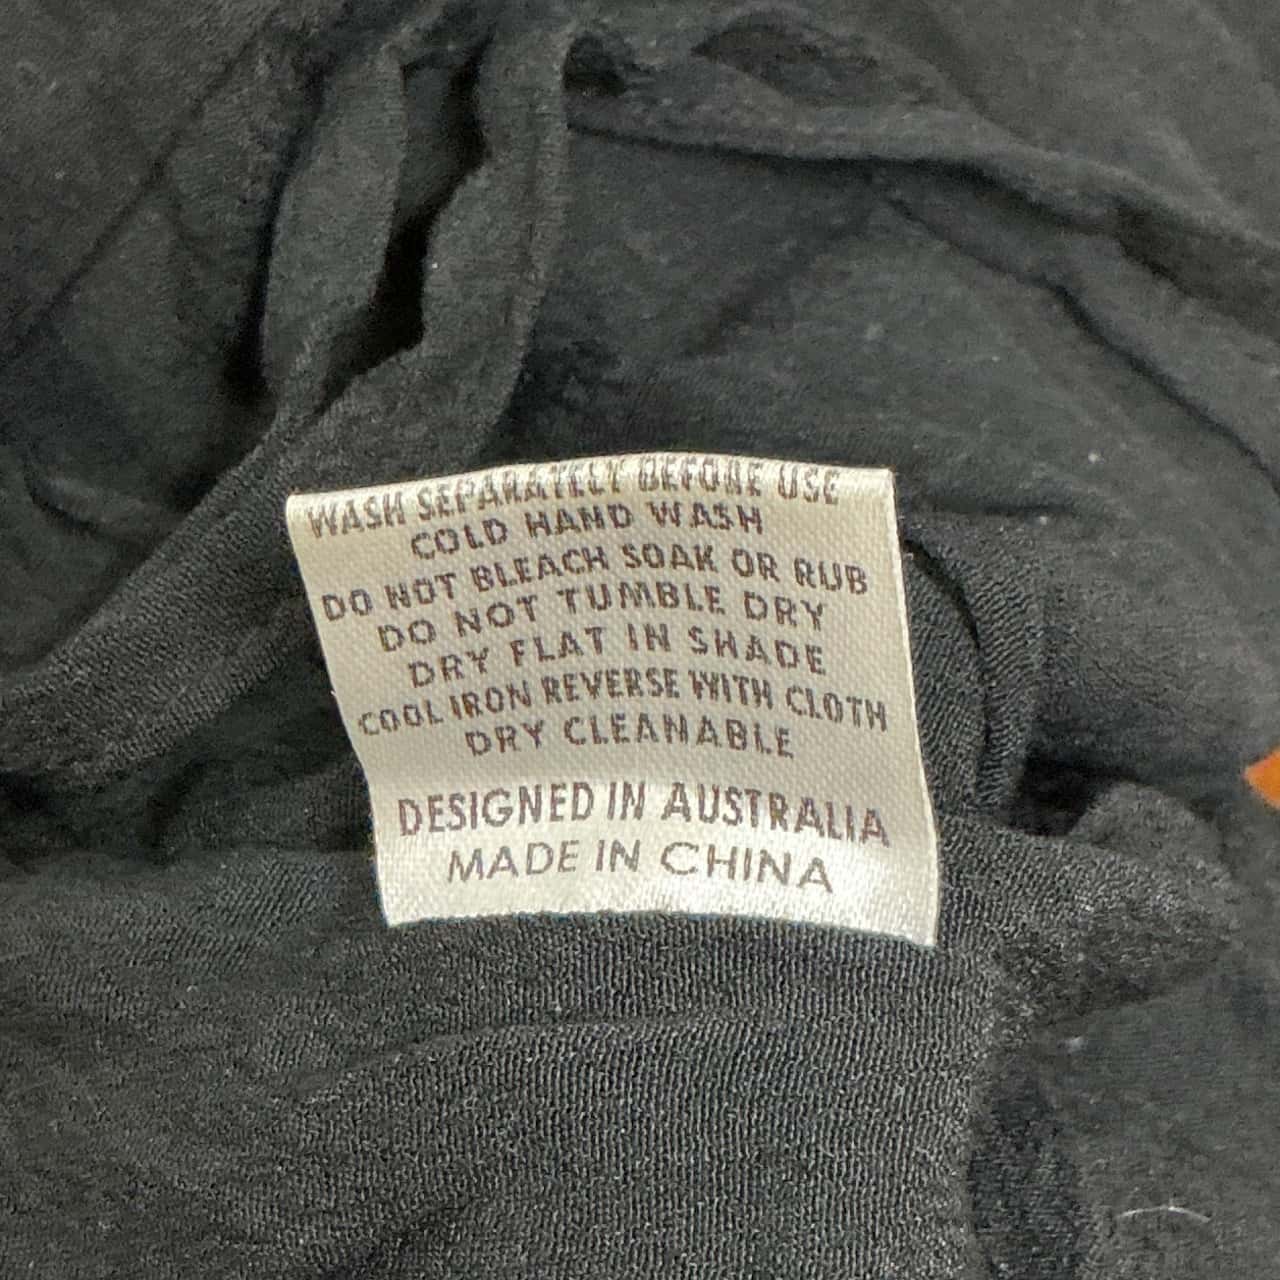 WASH SEPARATELY BEFORE USE
COLD HAND WASH
DO NOT BLEACH SOAK OR RUB
DO NOT TUMBLE DRY
DRY FLAT IN SHADE
COOL IRON REVERSE WITH CLOTH
DRY CLEANABLE
DESIGNED IN AUSTRALIA
MADE IN CHINA